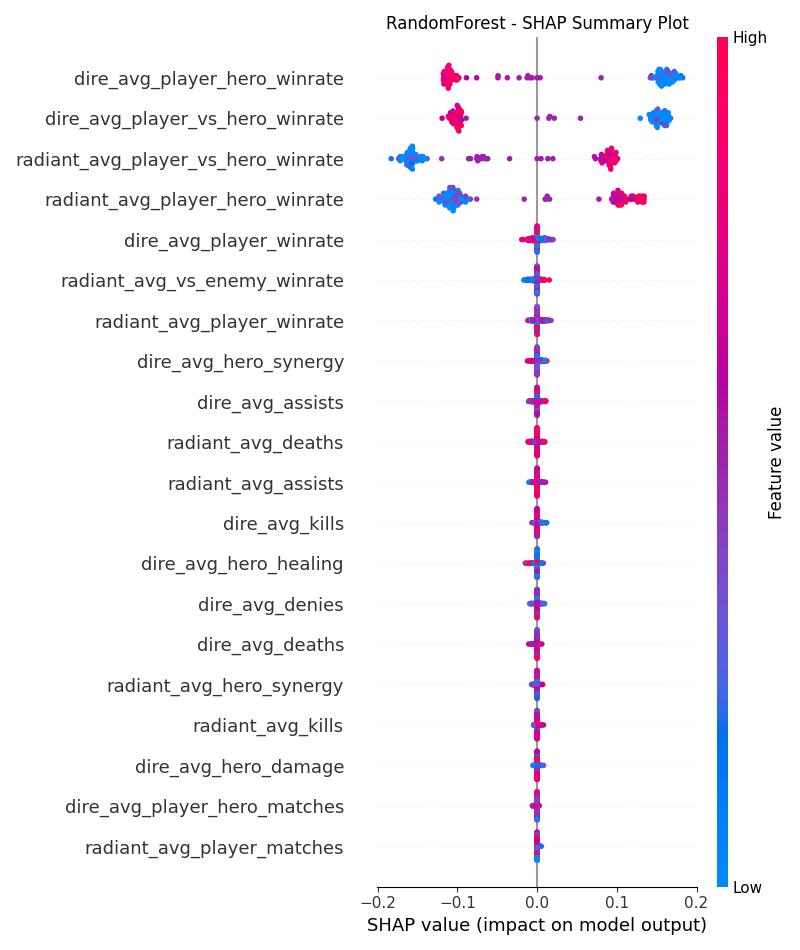 RandomForest - SHAP Summary Plot
High
dire_avg_player_hero_winrate
dire_avg_player_vs_hero_winrate
radiant_avg_player_vs_hero_winrate
radiant_avg_player_hero_winrate
dire_avg_player_winrate
radiant_avg_vs_enemy_winrate
radiant_avg_player_winrate
dire_avg_hero_synergy
dire_avg_assists
radiant_avg_deaths
radiant_avg_assists
dire_avg_kills
dire_avg_hero_healing
dire_avg_denies
dire_avg_deaths
radiant_avg_hero_synergy
radiant_avg_kills
dire_avg_hero_damage
dire_avg_player_hero_matches
radiant_avg_player_matches
Feature value
Low
−0.2 −0.1 0.0 0.1 0.2
SHAP value (impact on model output)